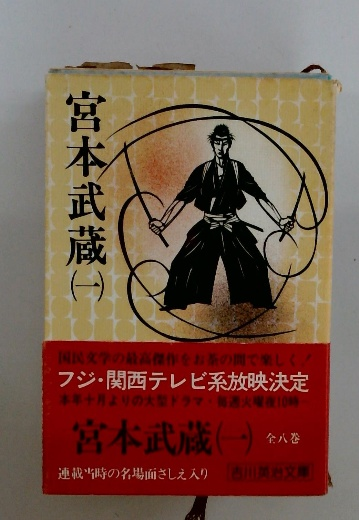 宮本武蔵(一)
国民文学の最高傑作をお茶の間で楽しく！
フジ・関西テレビ系放映決定
本年十月よりの大型ドラマ・毎週火曜夜10時
宮本武蔵(一) 全八巻
連載当時の名場面さしえ入り 吉川英治文庫